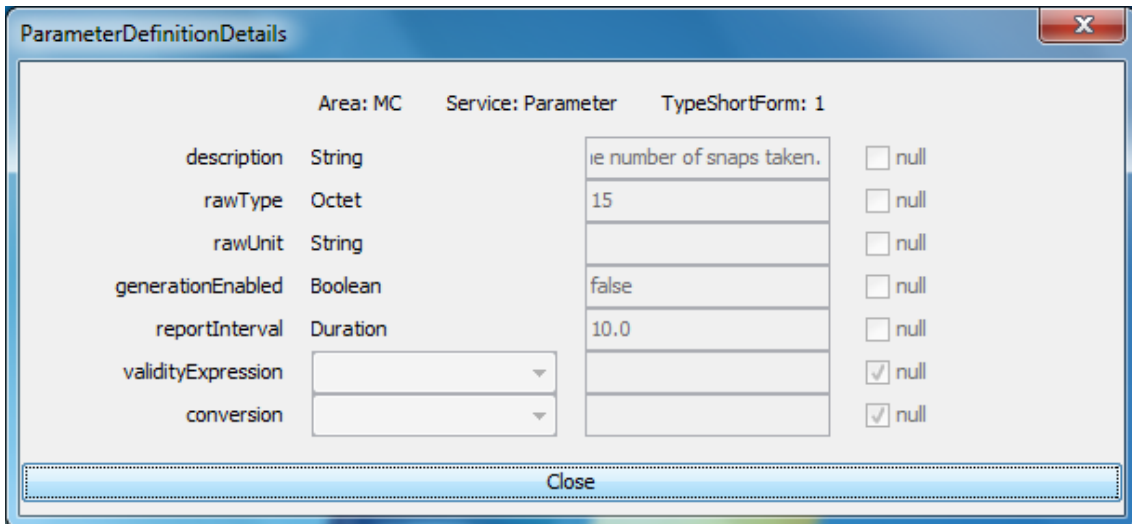 ParameterDefinitionDetails
Area: MC Service: Parameter TypeShortForm: 1
description String number of snaps taken. null
rawType Octet 15 null
rawUnit String null
generationEnabled Boolean false null
reportInterval Duration 10.0 null
validityExpression null
conversion null
Close